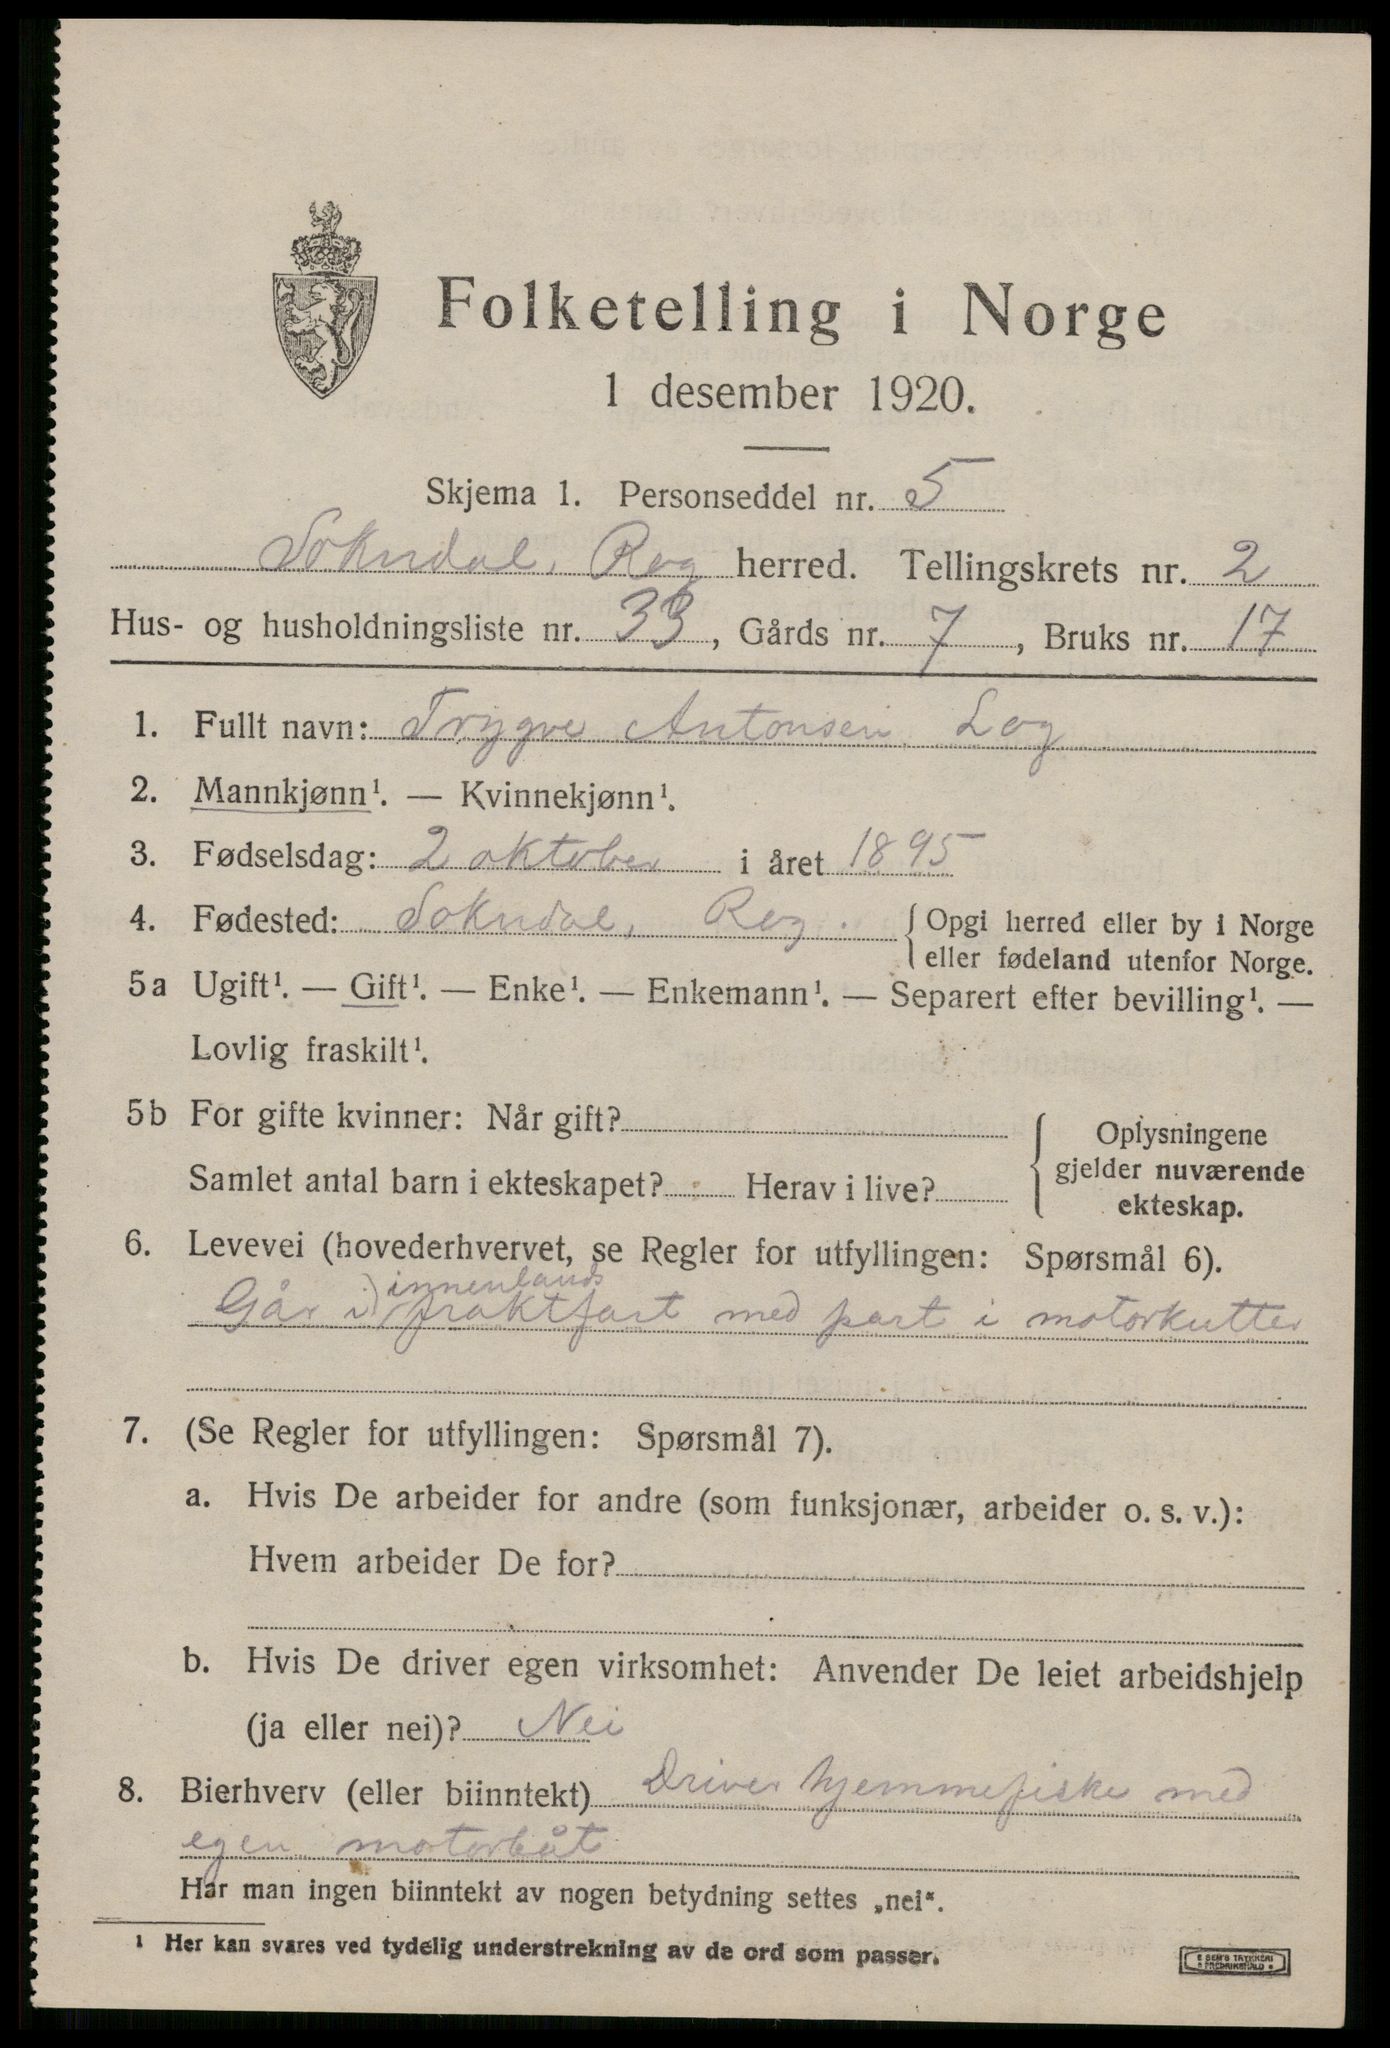 Folketelling i Norge
1 desember 1920.
Skjema 1. Personseddel nr. 5
Sokndal, Rog herred. Tellingskrets nr. 2
Hus- og husholdningsliste nr. 33, Gårds nr. 7, Bruks nr. 17
1. Fullt navn: Trygve Antonsen Log
2. Mannkjønn¹. — Kvinnekjønn¹.
3. Fødselsdag: 2 oktober i året 1895
4. Fødested: Sokndal, Rog. { Opgi herred eller by i Norge
eller fødeland utenfor Norge.
5a Ugift¹. — Gift¹. — Enke¹. — Enkemann¹. — Separert efter bevilling¹. —
Lovlig fraskilt¹.
5b For gifte kvinner: Når gift?
Samlet antal barn i ekteskapet? Herav i live?
Oplysningene
gjelder nuværende
ekteskap.
6. Levevei (hovederhvervet, se Regler for utfyllingen: Spørsmål 6).
innenlands
Går i fraktfart med part i motorkutter
7. (Se Regler for utfyllingen: Spørsmål 7).
a. Hvis De arbeider for andre (som funksjonær, arbeider o. s. v.):
Hvem arbeider De for?
b. Hvis De driver egen virksomhet: Anvender De leiet arbeidshjelp
(ja eller nei)? Nei
8. Bierhverv (eller biinntekt) Driver hjemmefiske med
egen motorbåt
Har man ingen biinntekt av nogen betydning settes „nei“.
¹ Her kan svares ved tydelig understrekning av de ord som passer.
SEM'S TRYKKERI
FREDRIKSHALD